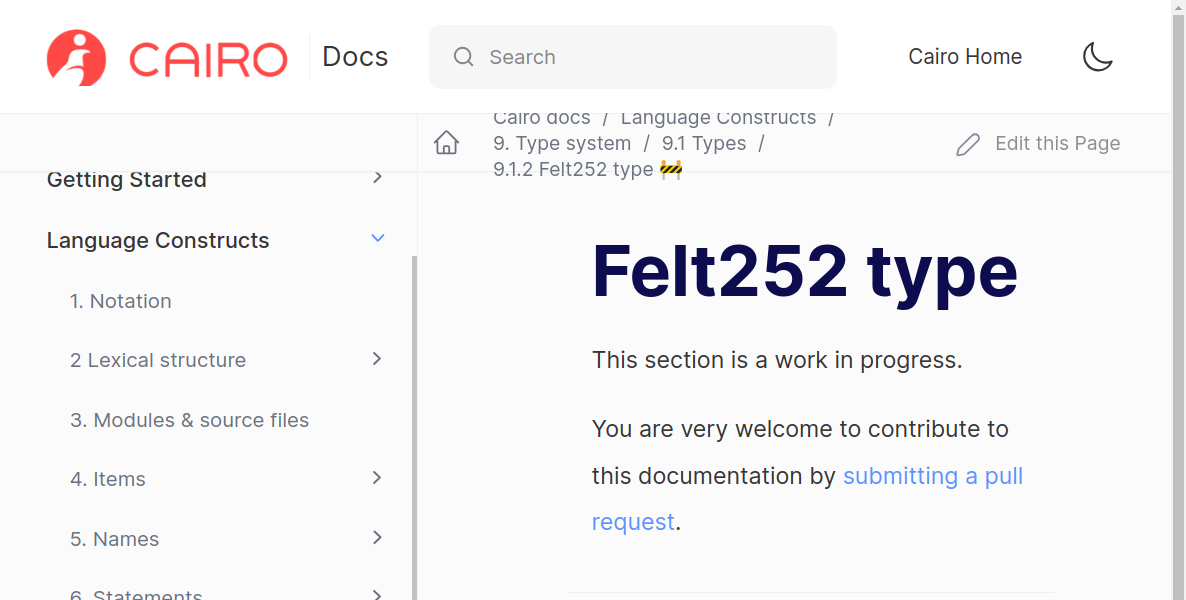 CAIRO Docs
Search
Cairo Home
Cairo docs / Language Constructs /
9. Type system / 9.1 Types /
9.1.2 Felt252 type 🚧
Edit this Page
Getting Started
Language Constructs
1. Notation
2 Lexical structure
3. Modules & source files
4. Items
5. Names
6. Statements
Felt252 type
This section is a work in progress.
You are very welcome to contribute to
this documentation by submitting a pull
request.